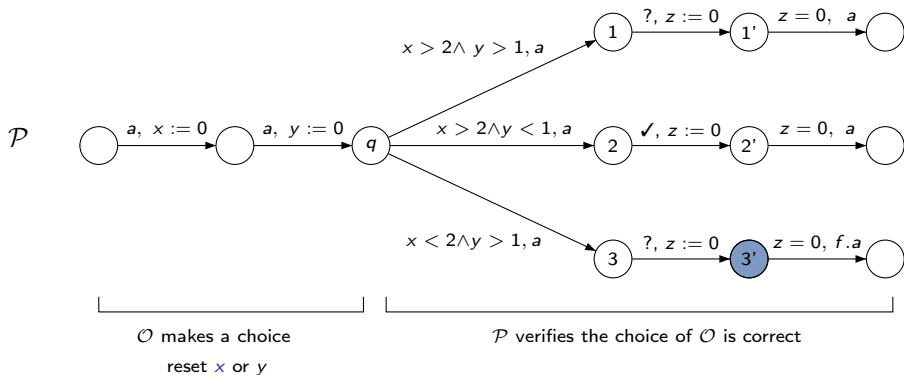 1 ?, z := 0 1' z = 0, a
x > 2∧ y > 1, a
𝒫 a, x := 0 a, y := 0 q x > 2∧y < 1, a 2 ✓, z := 0 2' z = 0, a
x < 2∧y > 1, a
3 ?, z := 0 3' z = 0, f.a
𝒪 makes a choice
reset x or y
𝒫 verifies the choice of 𝒪 is correct